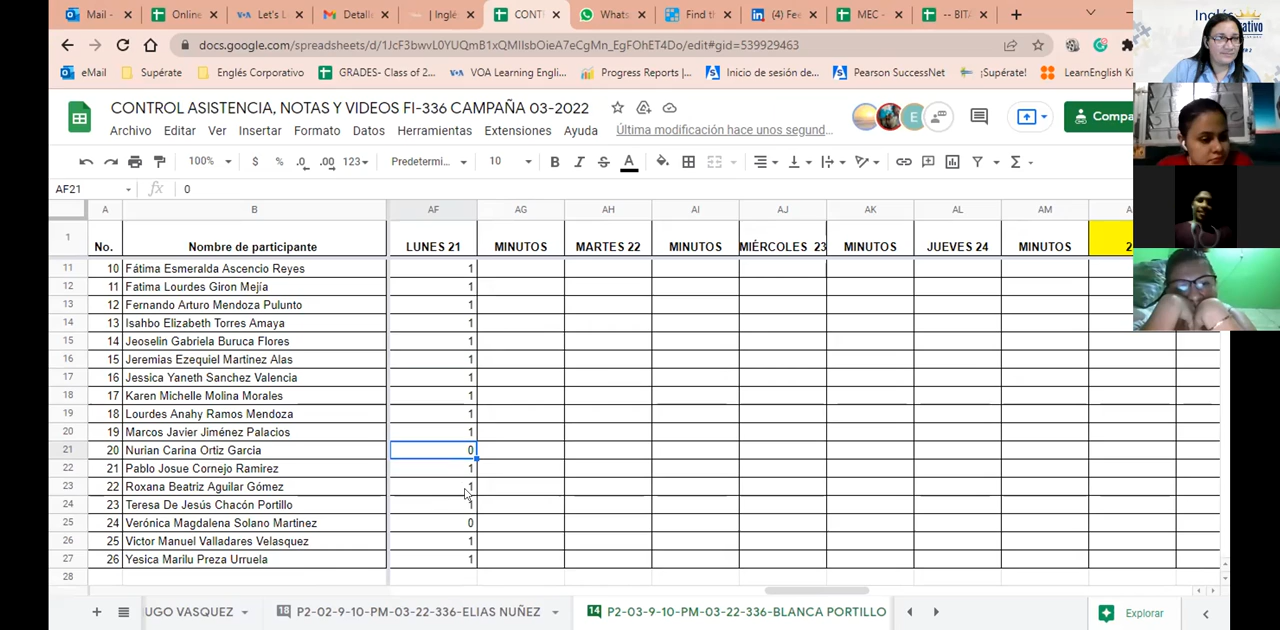 Mail -
Online
Let's L
Detalle
| Inglé
CONT
Whats
Find th
(4) Fee
MEC -
-- BIT
docs.google.com/spreadsheets/d/1JcF3bwvL0YUQmB1xQMIIsbOieA7eCgMn_EgFOhET4Do/edit#gid=539929463
eMail Supérate Englés Corporativo GRADES- Class of 2... VOA Learning Engli... Progress Reports |... Inicio de sesión de... Pearson SuccessNet ¡Supérate! LearnEnglish Ki
CONTROL ASISTENCIA, NOTAS Y VIDEOS FI-336 CAMPAÑA 03-2022
Archivo Editar Ver Insertar Formato Datos Herramientas Extensiones Ayuda Última modificación hace unos segund...
Compa
100% $ % .0 .00 123 Predetermi... 10 B I S A
AF21 fx 0
A B AF AG AH AI AJ AK AL AM
1 No. Nombre de participante LUNES 21 MINUTOS MARTES 22 MINUTOS MIÉRCOLES 23 MINUTOS JUEVES 24 MINUTOS 2
11 10 Fátima Esmeralda Ascencio Reyes 1
12 11 Fatima Lourdes Giron Mejía 1
13 12 Fernando Arturo Mendoza Pulunto 1
14 13 Isahbo Elizabeth Torres Amaya 1
15 14 Jeoselin Gabriela Buruca Flores 1
16 15 Jeremias Ezequiel Martinez Alas 1
17 16 Jessica Yaneth Sanchez Valencia 1
18 17 Karen Michelle Molina Morales 1
19 18 Lourdes Anahy Ramos Mendoza 1
20 19 Marcos Javier Jiménez Palacios 1
21 20 Nurian Carina Ortiz Garcia 0
22 21 Pablo Josue Cornejo Ramirez 1
23 22 Roxana Beatriz Aguilar Gómez 1
24 23 Teresa De Jesús Chacón Portillo 1
25 24 Verónica Magdalena Solano Martinez 0
26 25 Victor Manuel Valladares Velasquez 1
27 26 Yesica Marilu Preza Urruela 1
28
UGO VASQUEZ 18 P2-02-9-10-PM-03-22-336-ELIAS NUÑEZ 14 P2-03-9-10-PM-03-22-336-BLANCA PORTILLO Explorar